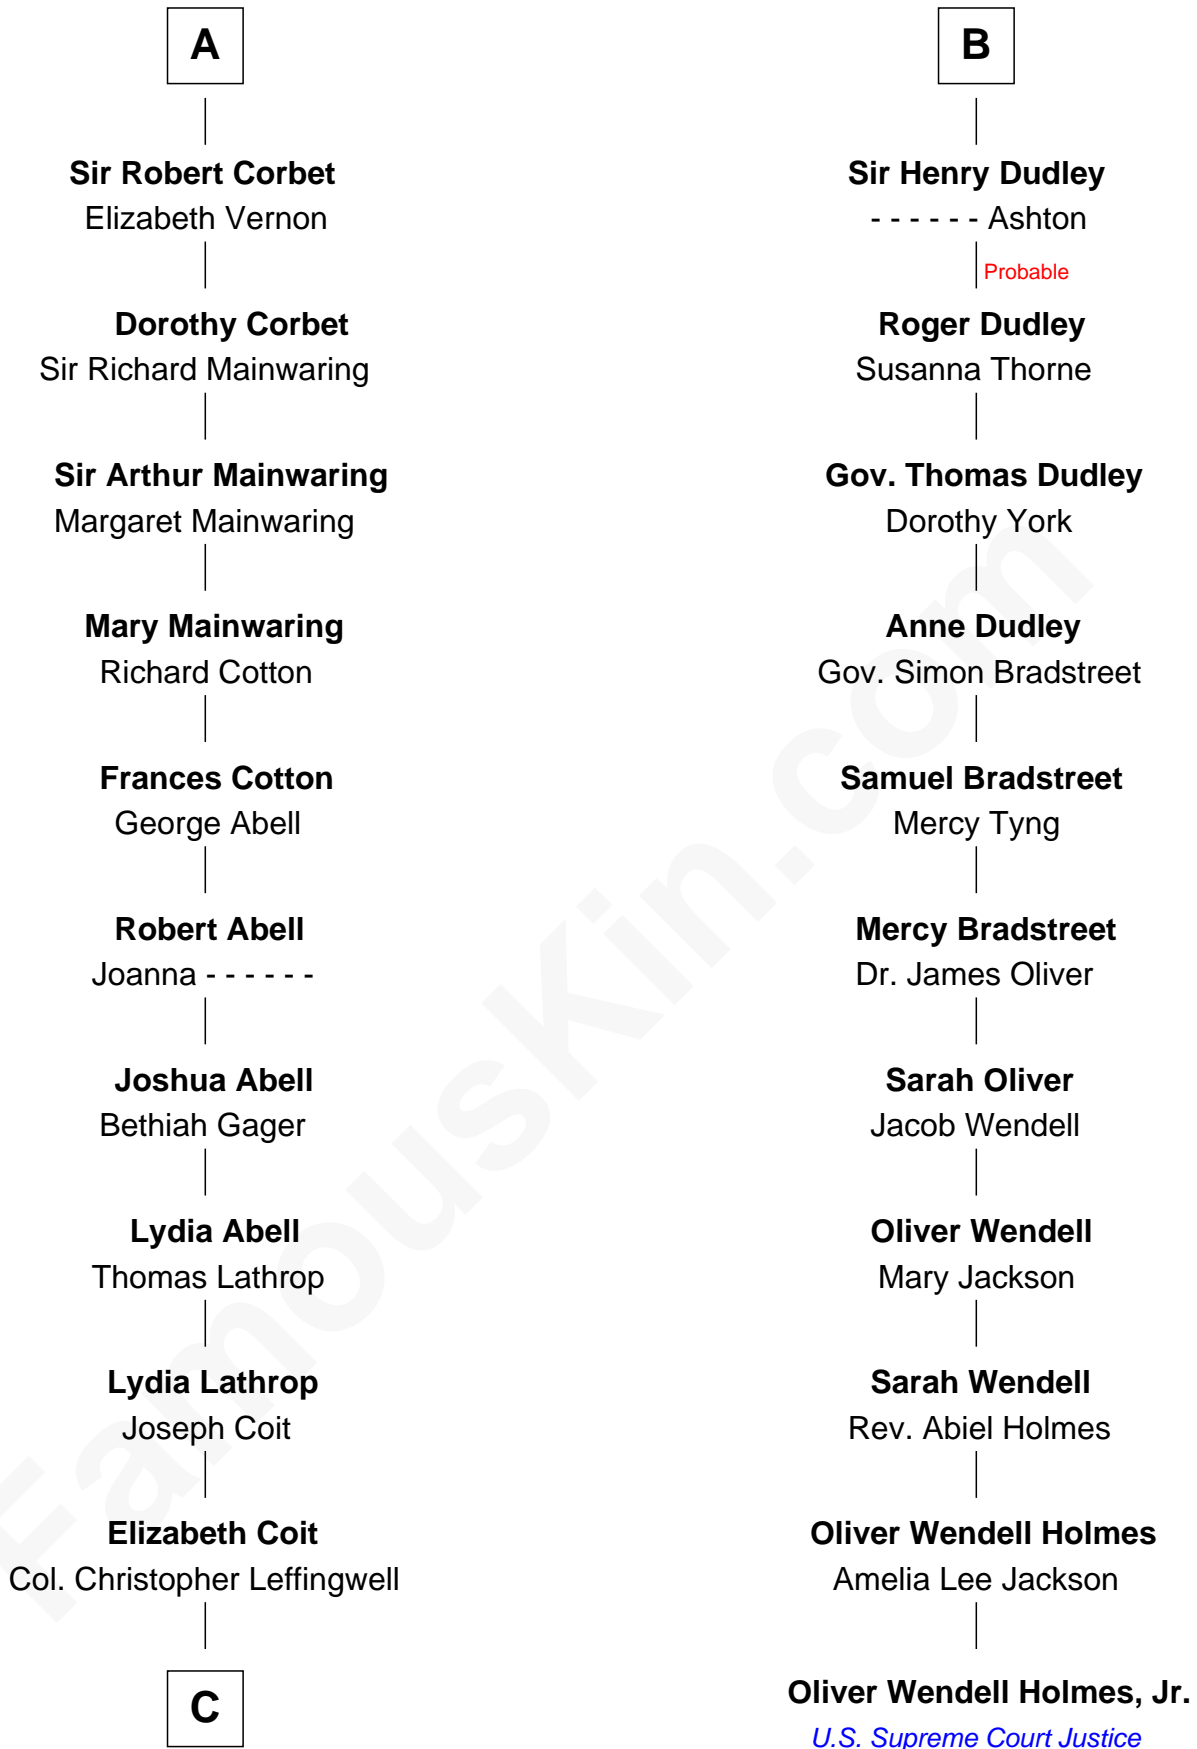 A
Sir Robert Corbet
Elizabeth Vernon
Dorothy Corbet
Sir Richard Mainwaring
Sir Arthur Mainwaring
Margaret Mainwaring
Mary Mainwaring
Richard Cotton
Frances Cotton
George Abell
Robert Abell
Joanna - - - - - -
Joshua Abell
Bethiah Gager
Lydia Abell
Thomas Lathrop
Lydia Lathrop
Joseph Coit
Elizabeth Coit
Col. Christopher Leffingwell
C
B
Sir Henry Dudley
- - - - - - Ashton
Probable
Roger Dudley
Susanna Thorne
Gov. Thomas Dudley
Dorothy York
Anne Dudley
Gov. Simon Bradstreet
Samuel Bradstreet
Mercy Tyng
Mercy Bradstreet
Dr. James Oliver
Sarah Oliver
Jacob Wendell
Oliver Wendell
Mary Jackson
Sarah Wendell
Rev. Abiel Holmes
Oliver Wendell Holmes
Amelia Lee Jackson
Oliver Wendell Holmes, Jr.
U.S. Supreme Court Justice
FamousKin.com